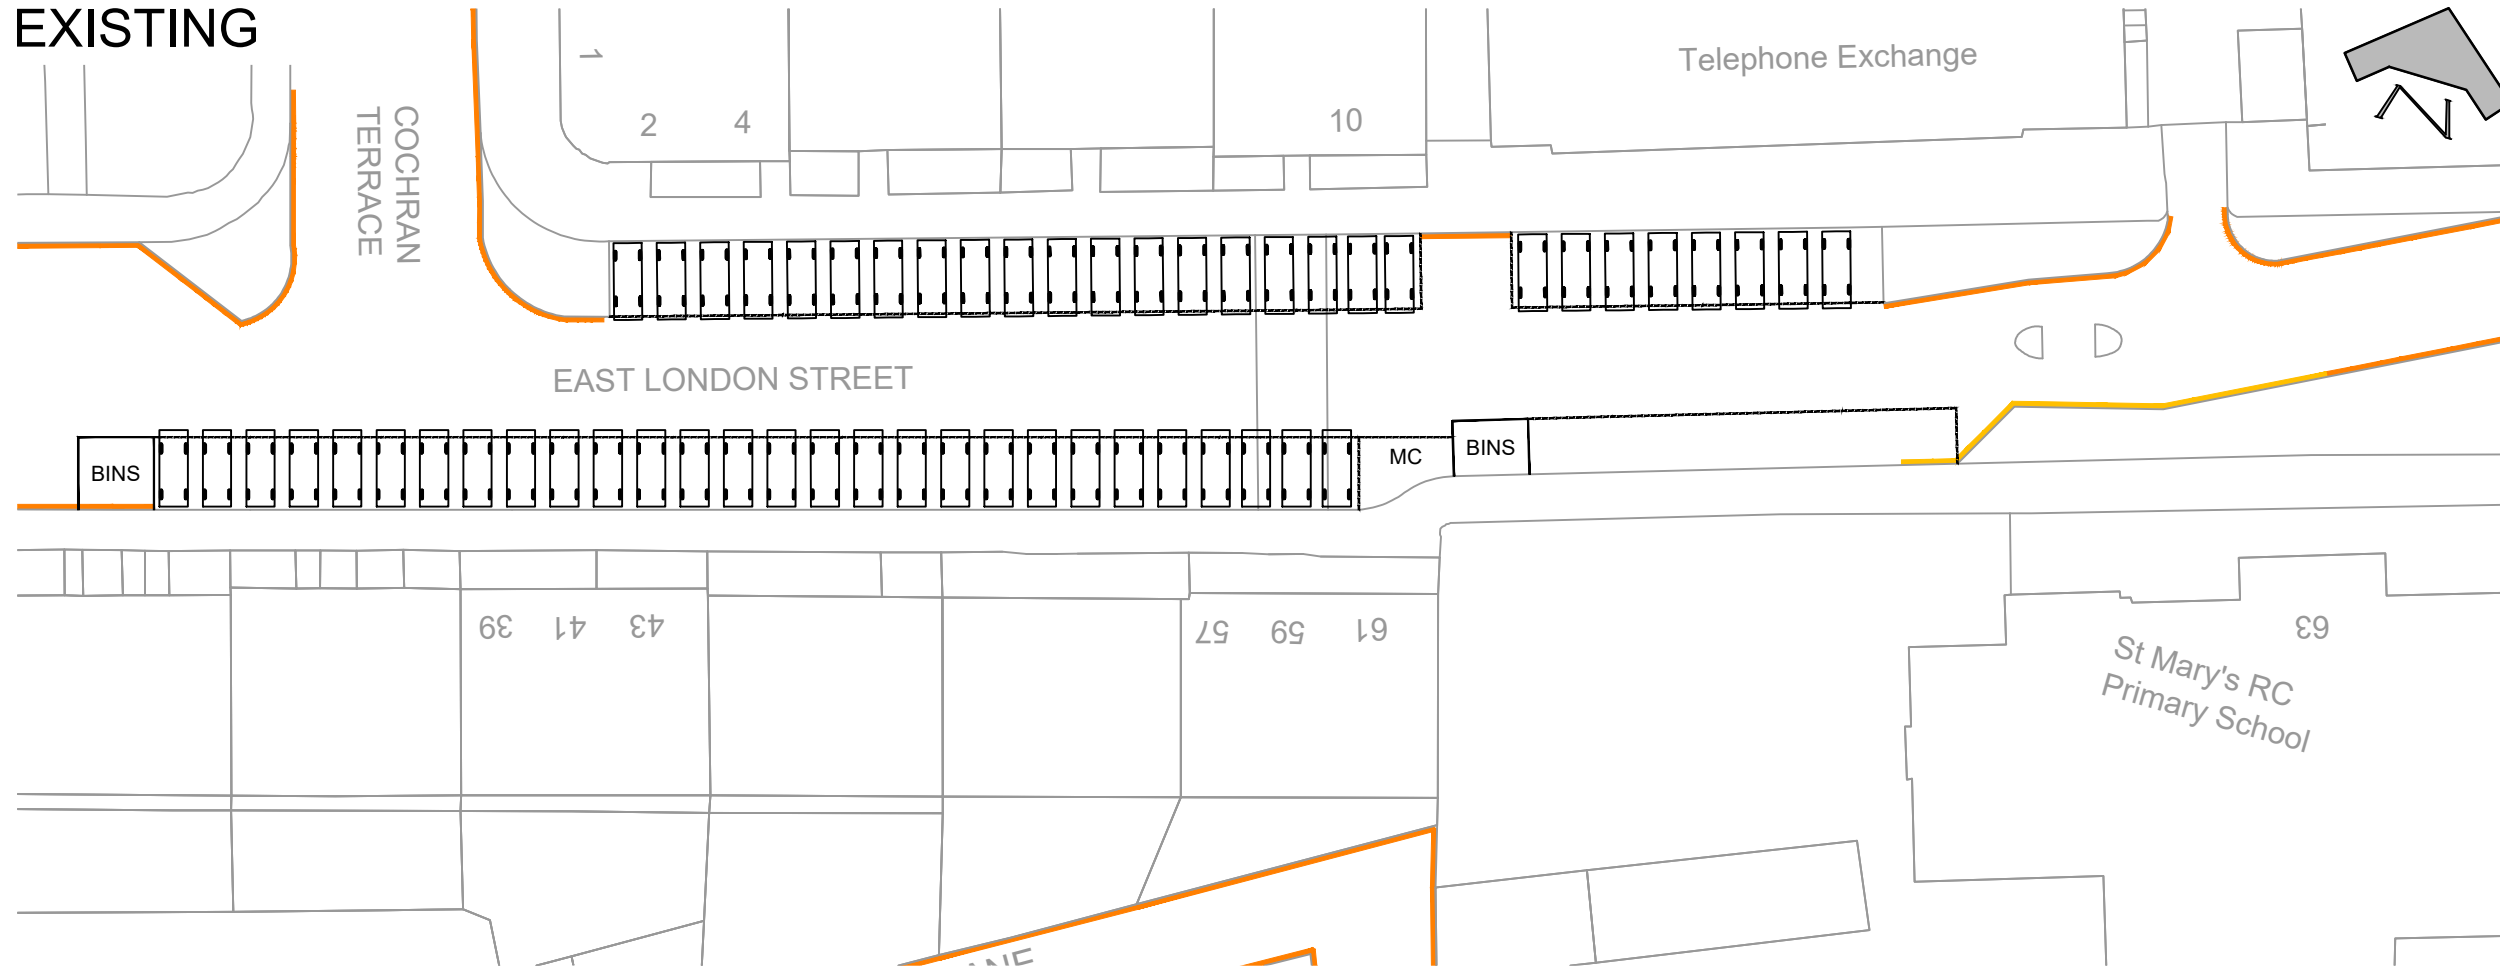 EXISTING
COCHRAN
TERRACE
1
2
4
10
Telephone Exchange
N
EAST LONDON STREET
BINS
MC
BINS
39
41
43
57
59
61
63
St Mary's RC
Primary School